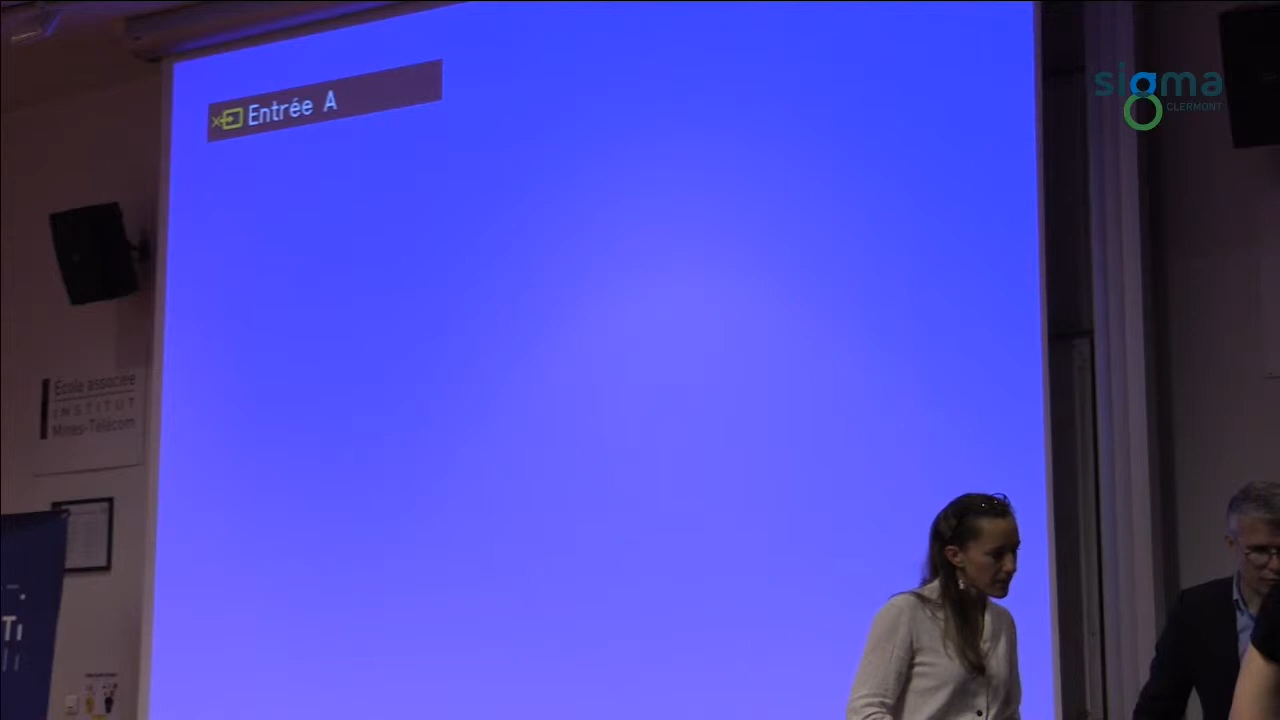 Entrée A
sigma
CLERMONT
École associée
INSTITUT
Mines-Télécom